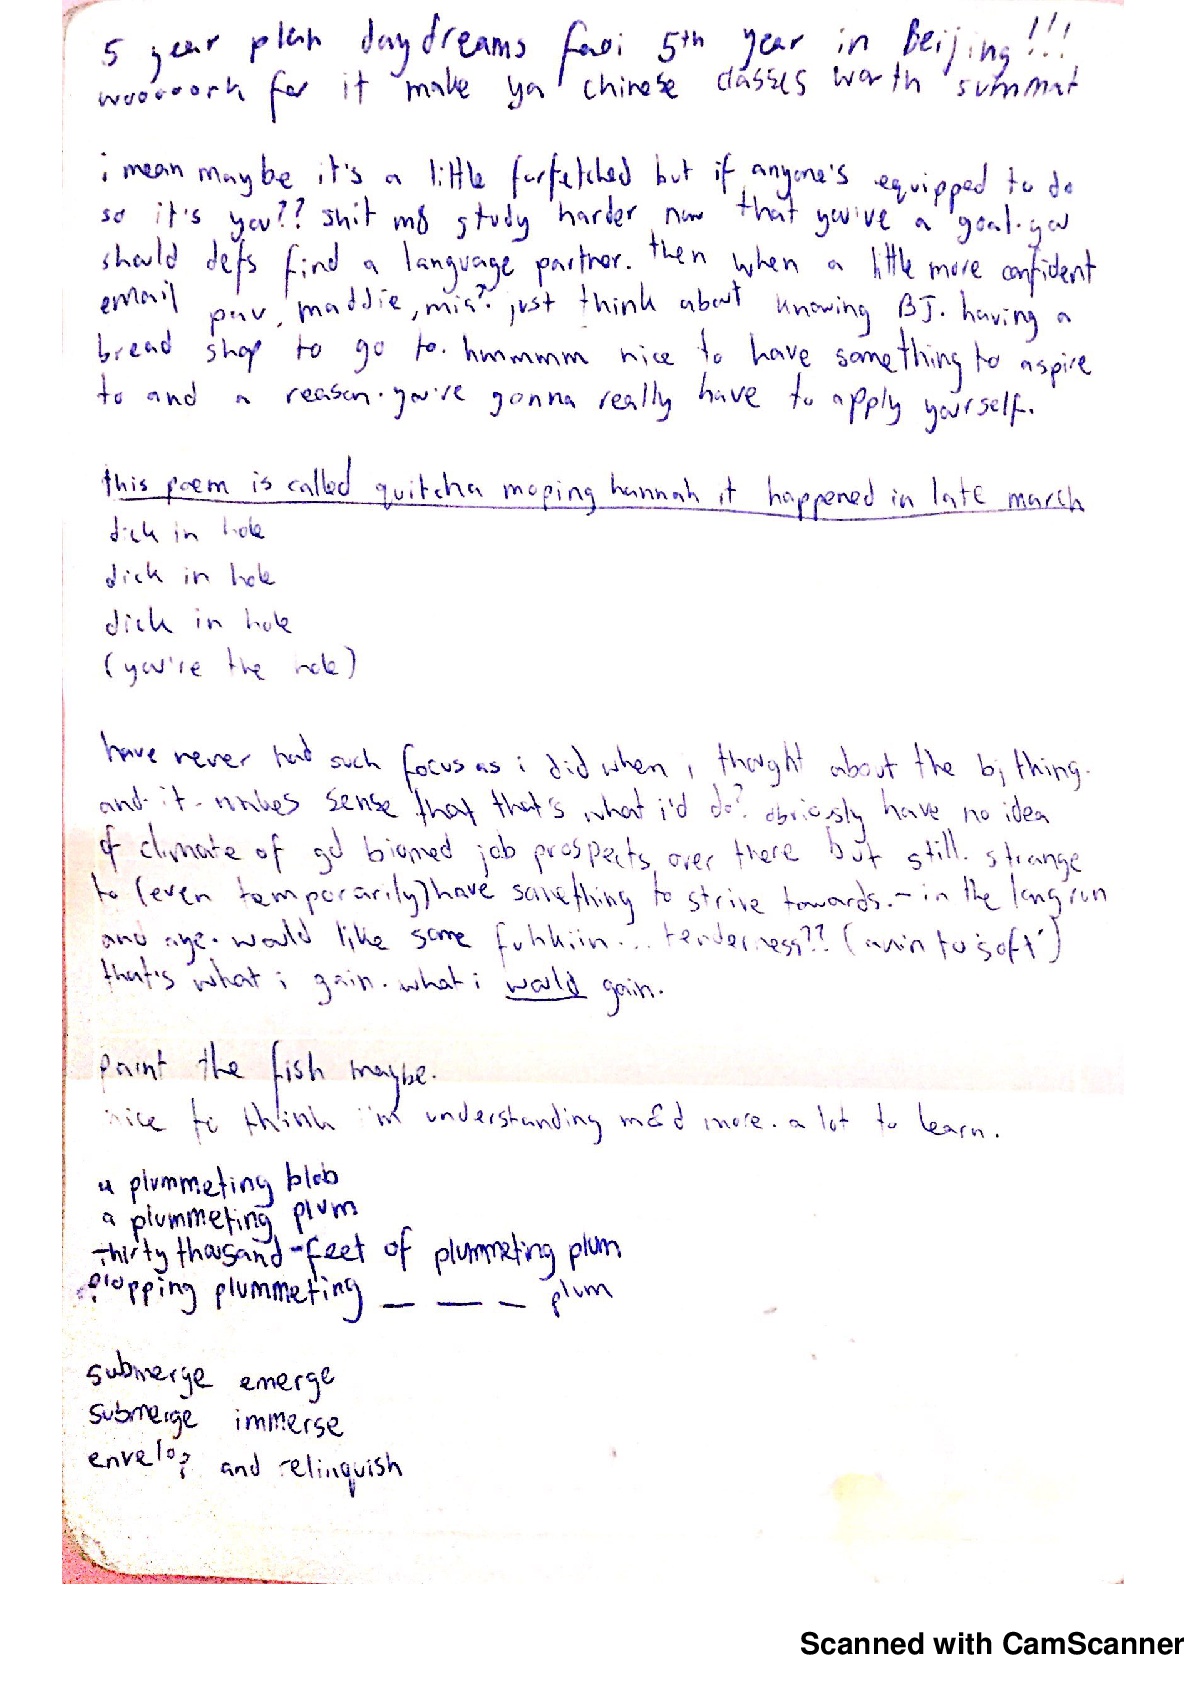 5 year plan daydreams 5th year in Beijing!!!
wooooork for it make ya chinese classes worth summat
i mean maybe it's a little farfetched but if anyone's equipped to do
so it's you?? shit m8 study harder now that you've a goal. you
should defs find a language partner. then when a little more confident
email pav, maddie, mia? just think about knowing BJ. having a
bread shop to go to. hmmmm nice to have something to aspire
to and a reason. you're gonna really have to apply yourself.
this poem is called quitcha moping hannah it happened in late march
dick in hole
dick in hole
dick in hole
(you're the hole)
have never had such focus as i did when i thought about the bj thing.
and it makes sense that that's what i'd do? obviously have no idea
of climate of gd biomed job prospects over there but still. strange
to (even temporarily) have something to strive towards. - in the long run
and age. would like some fuhkiin... tenderness?? (akin to 'soft')
that's what i gain. what i would gain.
paint the fish maybe.
nice to think i'm understanding m&d more. a lot to learn.
a plummeting blob
a plummeting plum
thirty thousand-feet of plummeting plum
plopping plummeting _ _ _ plum
submerge emerge
submerge immerse
envelop and relinquish
Scanned with CamScanner